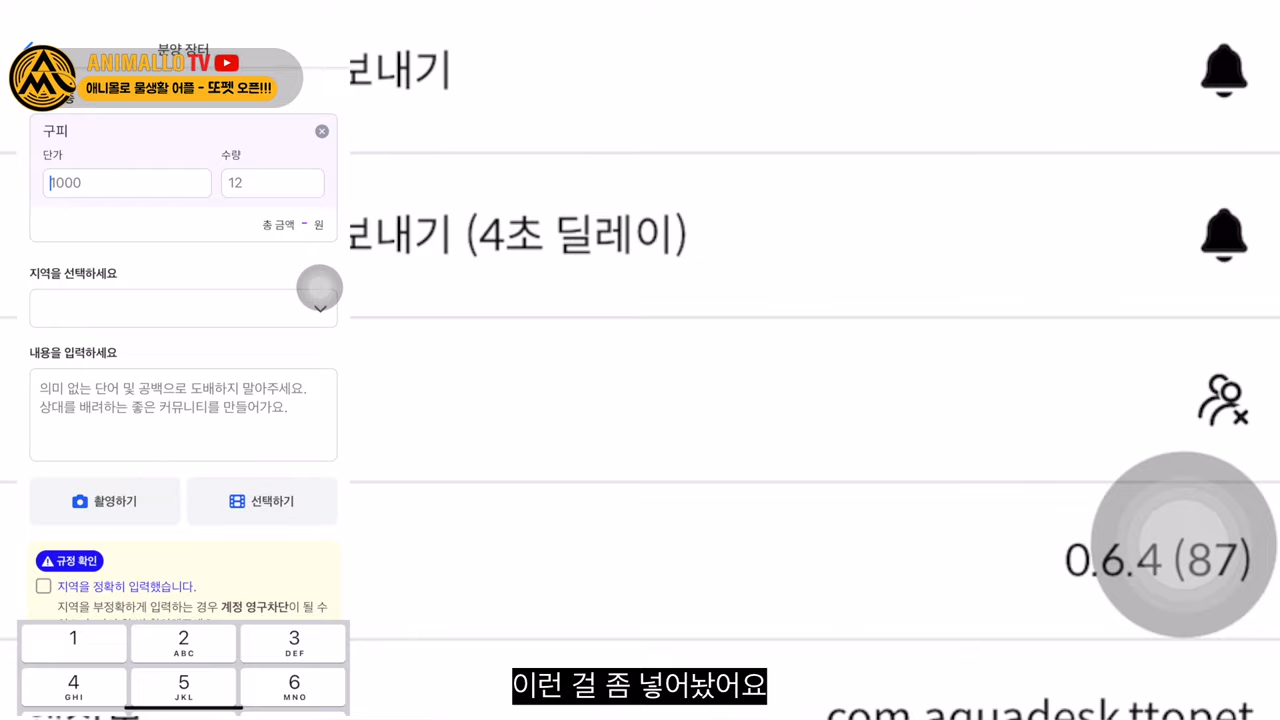 분양 장터
ANIMALLO TV
애니몰로 물생활 어플 - 또펫 오픈!!!
구피
단가
수량
1000
12
총 금액 - 원
지역을 선택하세요
내용을 입력하세요
의미 없는 단어 및 공백으로 도배하지 말아주세요.
상대를 배려하는 좋은 커뮤니티를 만들어가요.
촬영하기
선택하기
규정 확인
지역을 정확히 입력했습니다.
지역을 부정확하게 입력하는 경우 계정 영구차단이 될 수
1
2
ABC
3
DEF
4
GHI
5
JKL
6
MNO
보내기
보내기 (4초 딜레이)
0.6.4 (87)
com.aquadesk.ttopet
이런 걸 좀 넣어놨어요